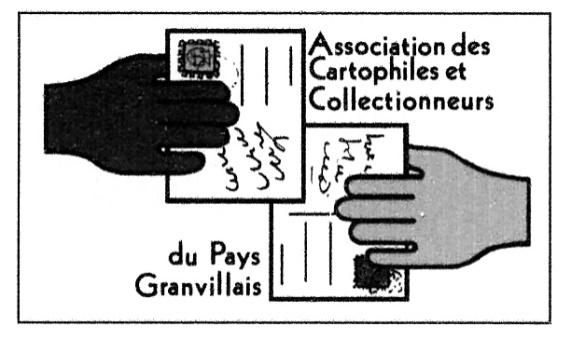 Association des
Cartophiles et
Collectionneurs
du Pays
Granvillais